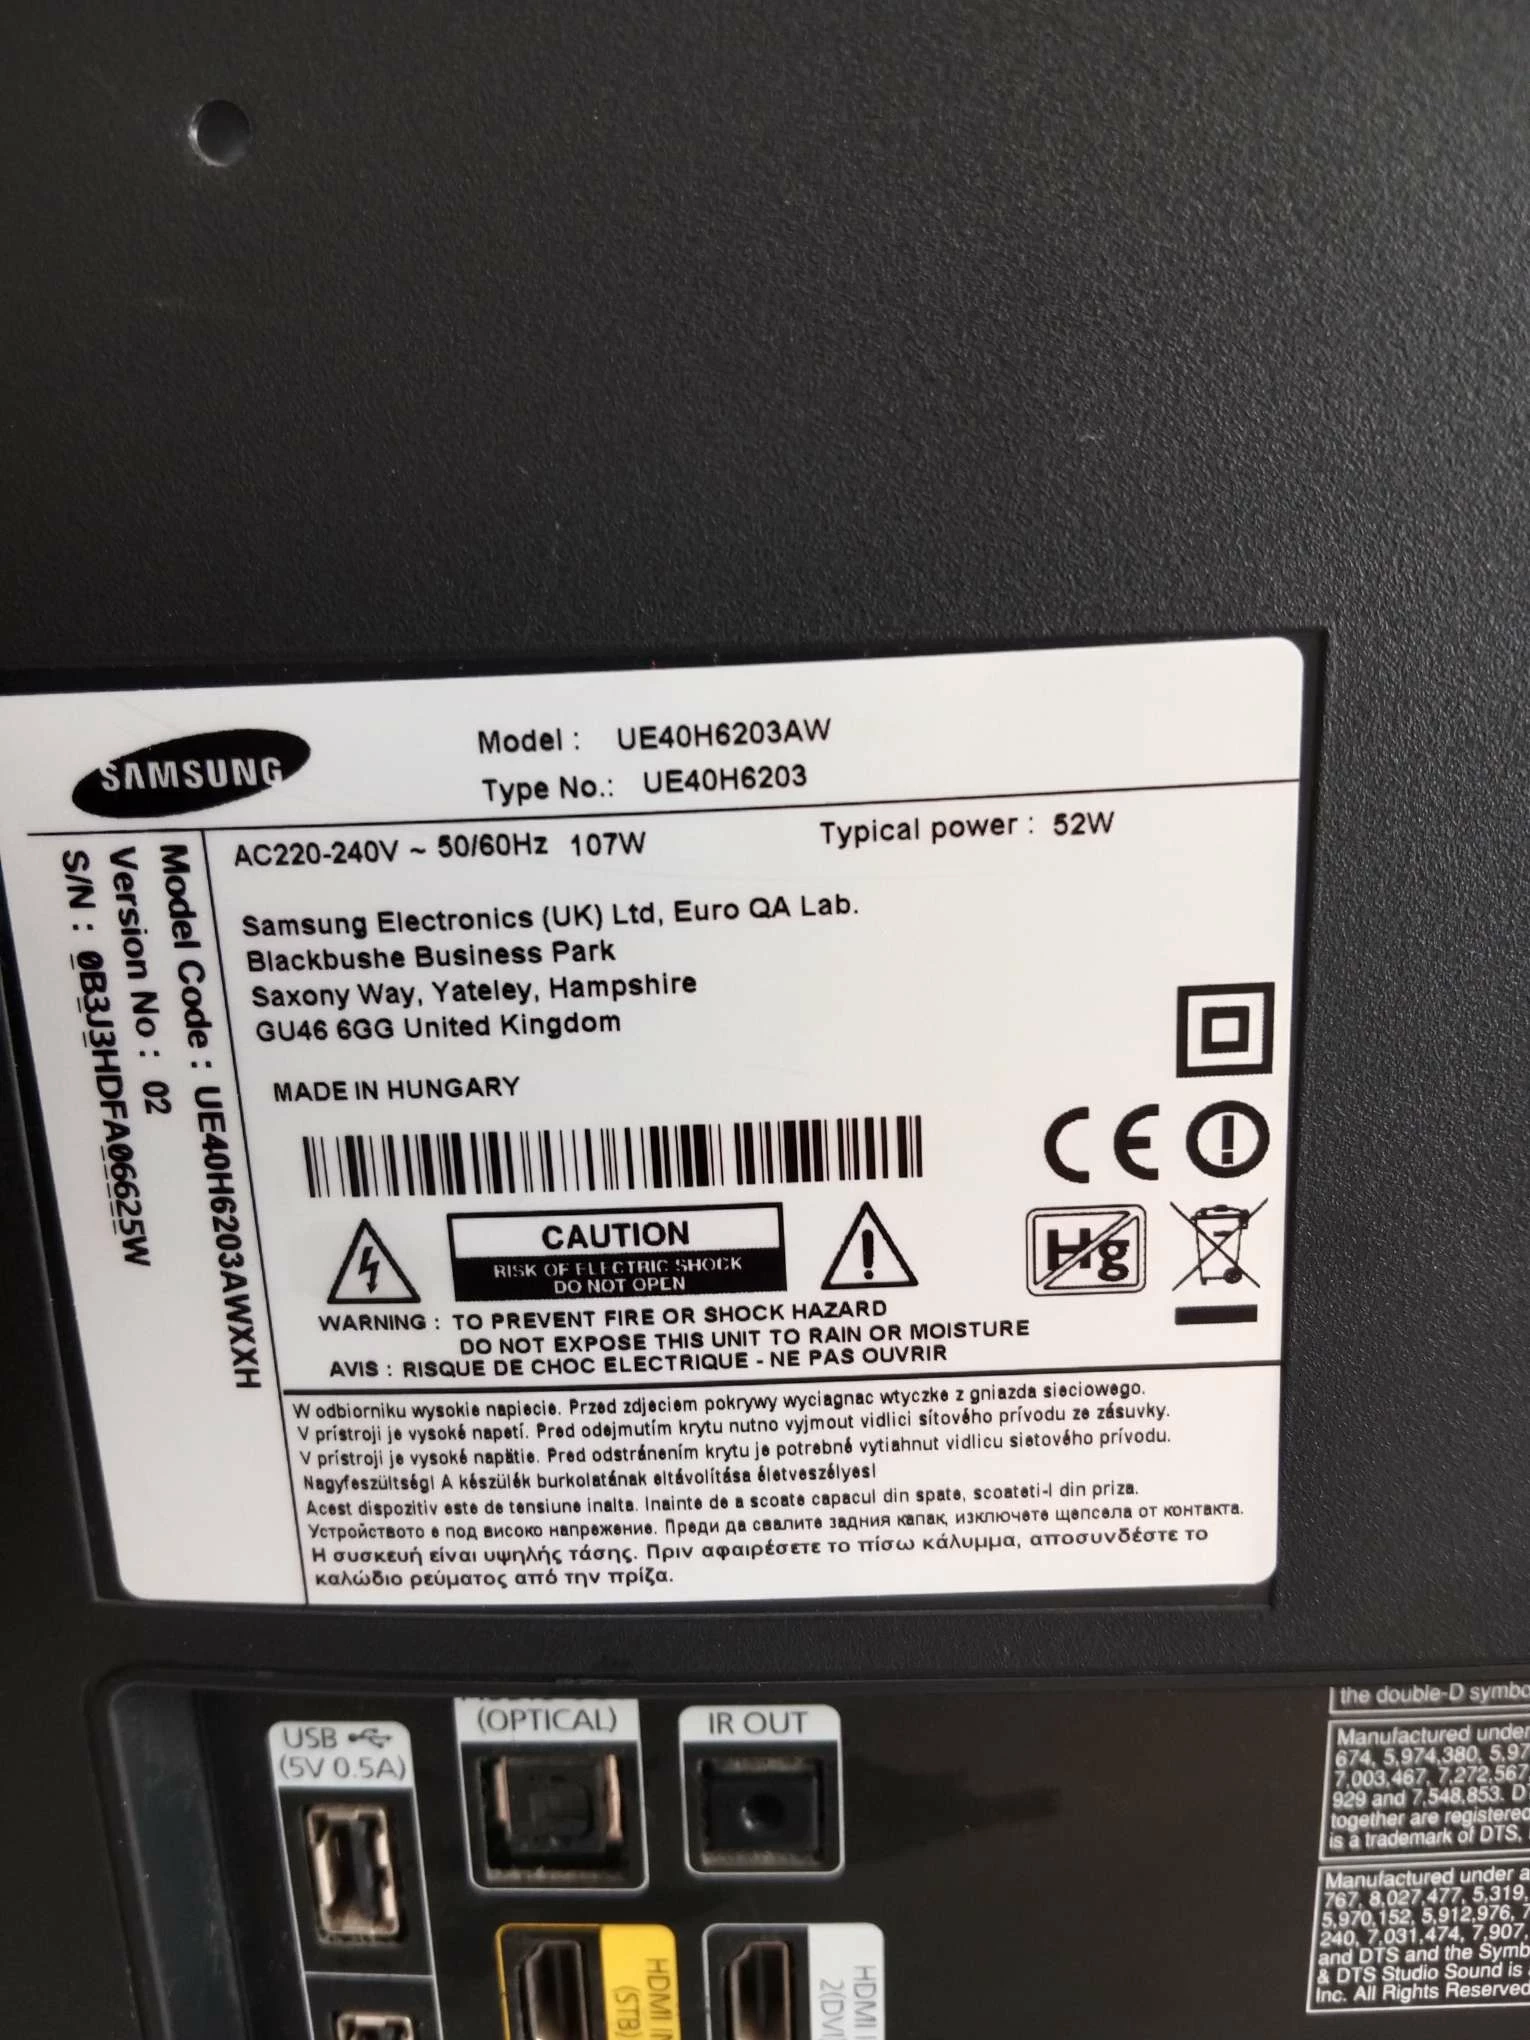 SAMSUNG
Model : UE40H6203AW
Type No.: UE40H6203
AC220-240V ~ 50/60Hz 107W
Typical power : 52W
Model Code : UE40H6203AWXXH
Version No : 02
S/N : 0B3J3HDFA06625W
Samsung Electronics (UK) Ltd, Euro QA Lab.
Blackbushe Business Park
Saxony Way, Yateley, Hampshire
GU46 6GG United Kingdom
MADE IN HUNGARY
CE
Hg
CAUTION
RISK OF ELECTRIC SHOCK
DO NOT OPEN
WARNING : TO PREVENT FIRE OR SHOCK HAZARD
DO NOT EXPOSE THIS UNIT TO RAIN OR MOISTURE
AVIS : RISQUE DE CHOC ELECTRIQUE - NE PAS OUVRIR
W odbiorniku wysokie napiecie. Przed zdjeciem pokrywy wyciagnac wtyczke z gniazda sieciowego.
V prístroji je vysoké napetí. Pred odejmutím krytu nutno vyjmout vidlici sítového prívodu ze zásuvky.
V prístroji je vysoké napätie. Pred odstránením krytu je potrebné vytiahnut vidlicu sietového prívodu.
Nagyfeszültség! A készülék burkolatának eltávolítása életveszélyes!
Acest dispozitiv este de tensiune inalta. Inainte de a scoate capacul din spate, scoateti-l din priza.
Устройството е под високо напрежение. Преди да свалите задния капак, изключете щепсела от контакта.
Η συσκευή είναι υψηλής τάσης. Πριν αφαιρέσετε το πίσω κάλυμμα, αποσυνδέστε το
καλώδιο ρεύματος από την πρίζα.
USB
(5V 0.5A)
(OPTICAL)
IR OUT
HDMI
(STB)
HDMI
2(DVI
the double-D symbo
Manufactured under
674, 5,974,380, 5,97
7,003,467, 7,272,567
929 and 7,548,853. D
together are registered
is a trademark of DTS,
Manufactured under a
767, 8,027,477, 5,319,
5,970,152, 5,912,976, 7
240, 7,031,474, 7,907,
and DTS and the Symb
& DTS Studio Sound is
Inc. All Rights Reserved